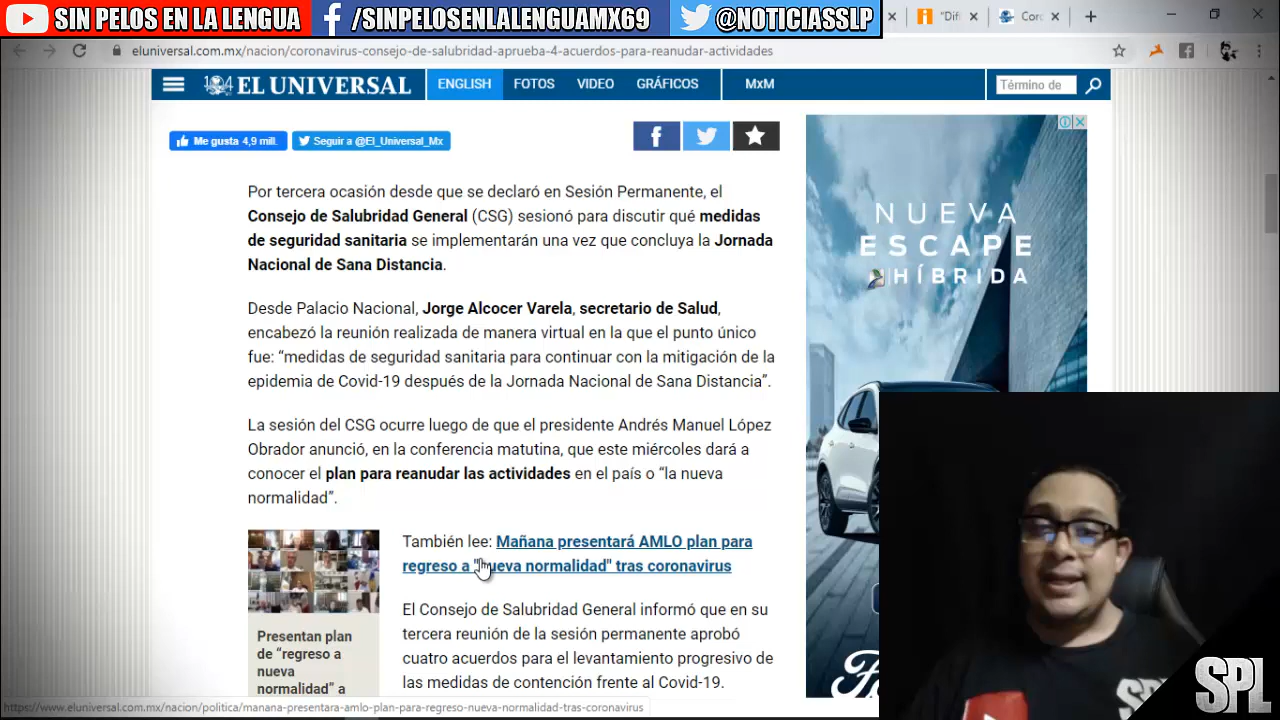 SIN PELOS EN LA LENGUA
/SINPELOSENLALENGUAMX69
@NOTICIASSLP
"Difi
Cor
eluniversal.com.mx/nacion/coronavirus-consejo-de-salubridad-aprueba-4-acuerdos-para-reanudar-actividades
104 EL UNIVERSAL
ENGLISH
FOTOS
VIDEO
GRÁFICOS
MxM
Término de
Me gusta 4,9 mill.
Seguir a @El_Universal_Mx
Por tercera ocasión desde que se declaró en Sesión Permanente, el
Consejo de Salubridad General (CSG) sesionó para discutir qué medidas
de seguridad sanitaria se implementarán una vez que concluya la Jornada
Nacional de Sana Distancia.
Desde Palacio Nacional, Jorge Alcocer Varela, secretario de Salud,
encabezó la reunión realizada de manera virtual en la que el punto único
fue: “medidas de seguridad sanitaria para continuar con la mitigación de la
epidemia de Covid-19 después de la Jornada Nacional de Sana Distancia”.
La sesión del CSG ocurre luego de que el presidente Andrés Manuel López
Obrador anunció, en la conferencia matutina, que este miércoles dará a
conocer el plan para reanudar las actividades en el país o “la nueva
normalidad”.
También lee: Mañana presentará AMLO plan para
regreso a "nueva normalidad" tras coronavirus
El Consejo de Salubridad General informó que en su
tercera reunión de la sesión permanente aprobó
cuatro acuerdos para el levantamiento progresivo de
las medidas de contención frente al Covid-19.
Presentan plan
de “regreso a
nueva
normalidad” a
NUEVA
ESCAPE
HÍBRIDA
SPL
SPL
https://www.eluniversal.com.mx/nacion/politica/manana-presentara-amlo-plan-para-regreso-nueva-normalidad-tras-coronavirus